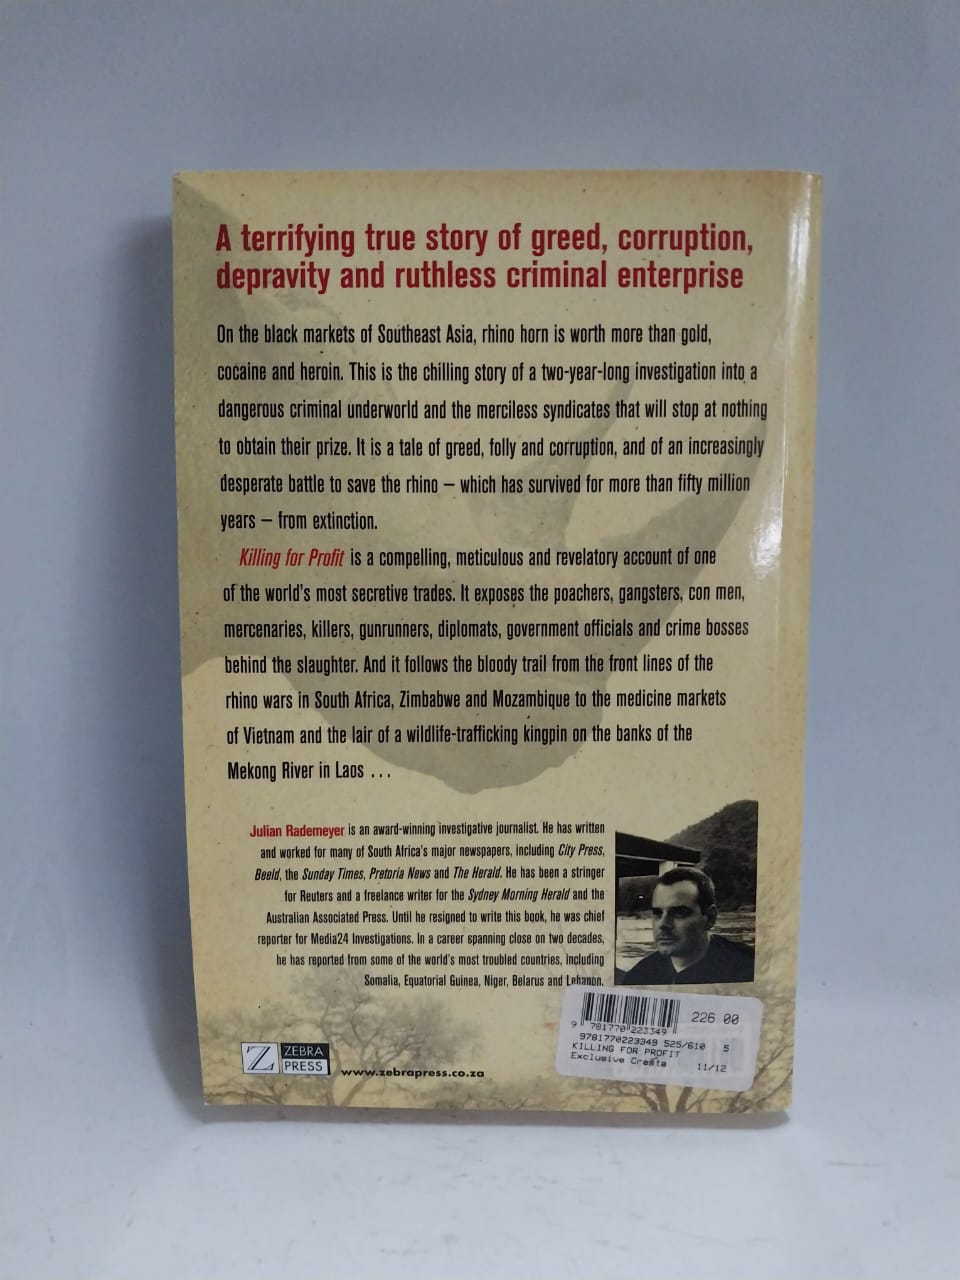 A terrifying true story of greed, corruption,
depravity and ruthless criminal enterprise
On the black markets of Southeast Asia, rhino horn is worth more than gold,
cocaine and heroin. This is the chilling story of a two-year-long investigation into a
dangerous criminal underworld and the merciless syndicates that will stop at nothing
to obtain their prize. It is a tale of greed, folly and corruption, and of an increasingly
desperate battle to save the rhino – which has survived for more than fifty million
years – from extinction.
Killing for Profit is a compelling, meticulous and revelatory account of one
of the world's most secretive trades. It exposes the poachers, gangsters, con men,
mercenaries, killers, gunrunners, diplomats, government officials and crime bosses
behind the slaughter. And it follows the bloody trail from the front lines of the
rhino wars in South Africa, Zimbabwe and Mozambique to the medicine markets
of Vietnam and the lair of a wildlife-trafficking kingpin on the banks of the
Mekong River in Laos ...
Julian Rademeyer is an award-winning investigative journalist. He has written
and worked for many of South Africa's major newspapers, including City Press,
Beeld, the Sunday Times, Pretoria News and The Herald. He has been a stringer
for Reuters and a freelance writer for the Sydney Morning Herald and the
Australian Associated Press. Until he resigned to write this book, he was chief
reporter for Media24 Investigations. In a career spanning close on two decades,
he has reported from some of the world's most troubled countries, including
Somalia, Equatorial Guinea, Niger, Belarus and Lebanon.
Z ZEBRA
PRESS
www.zebrapress.co.za
226 00
9 781770 223349
9781770223349 525/610 5
KILLING FOR PROFIT
Exclusive Cresta 11/12